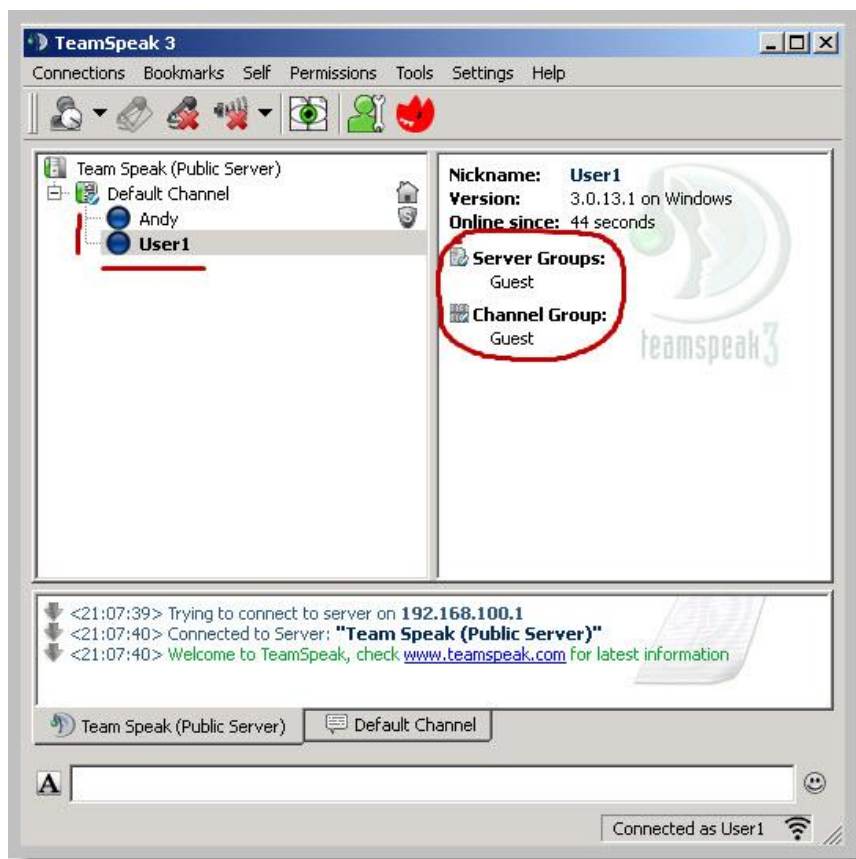 TeamSpeak 3
Connections Bookmarks Self Permissions Tools Settings Help
Team Speak (Public Server)
Default Channel
Andy
User1
Nickname: User1
Version: 3.0.13.1 on Windows
Online since: 44 seconds
Server Groups:
Guest
Channel Group:
Guest
teamspeak 3
<21:07:39> Trying to connect to server on 192.168.100.1
<21:07:40> Connected to Server: "Team Speak (Public Server)"
<21:07:40> Welcome to TeamSpeak, check www.teamspeak.com for latest information
Team Speak (Public Server) Default Channel
A
Connected as User1